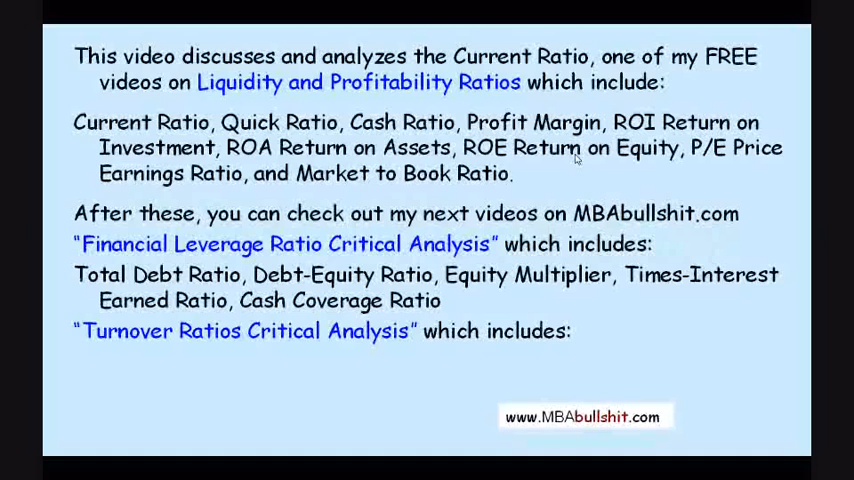 This video discusses and analyzes the Current Ratio, one of my FREE
videos on Liquidity and Profitability Ratios which include:
Current Ratio, Quick Ratio, Cash Ratio, Profit Margin, ROI Return on
Investment, ROA Return on Assets, ROE Return on Equity, P/E Price
Earnings Ratio, and Market to Book Ratio.
After these, you can check out my next videos on MBAbullshit.com
“Financial Leverage Ratio Critical Analysis” which includes:
Total Debt Ratio, Debt-Equity Ratio, Equity Multiplier, Times-Interest
Earned Ratio, Cash Coverage Ratio
“Turnover Ratios Critical Analysis” which includes:
www.MBAbullshit.com